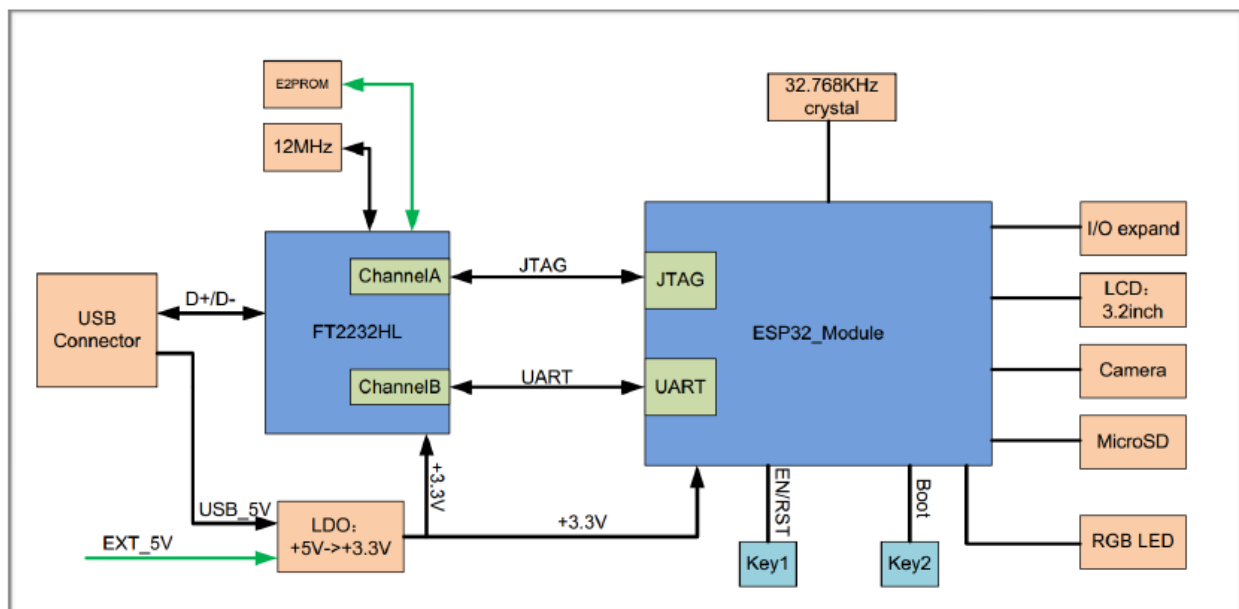 E2PROM
12MHz
32.768KHz
crystal
USB
Connector
D+/D-
FT2232HL
ChannelA
ChannelB
JTAG
UART
JTAG
UART
ESP32_Module
I/O expand
LCD：
3.2inch
Camera
MicroSD
RGB LED
USB_5V
EXT_5V
LDO：
+5V->+3.3V
+3.3V
+3.3V
EN/RST
Boot
Key1
Key2